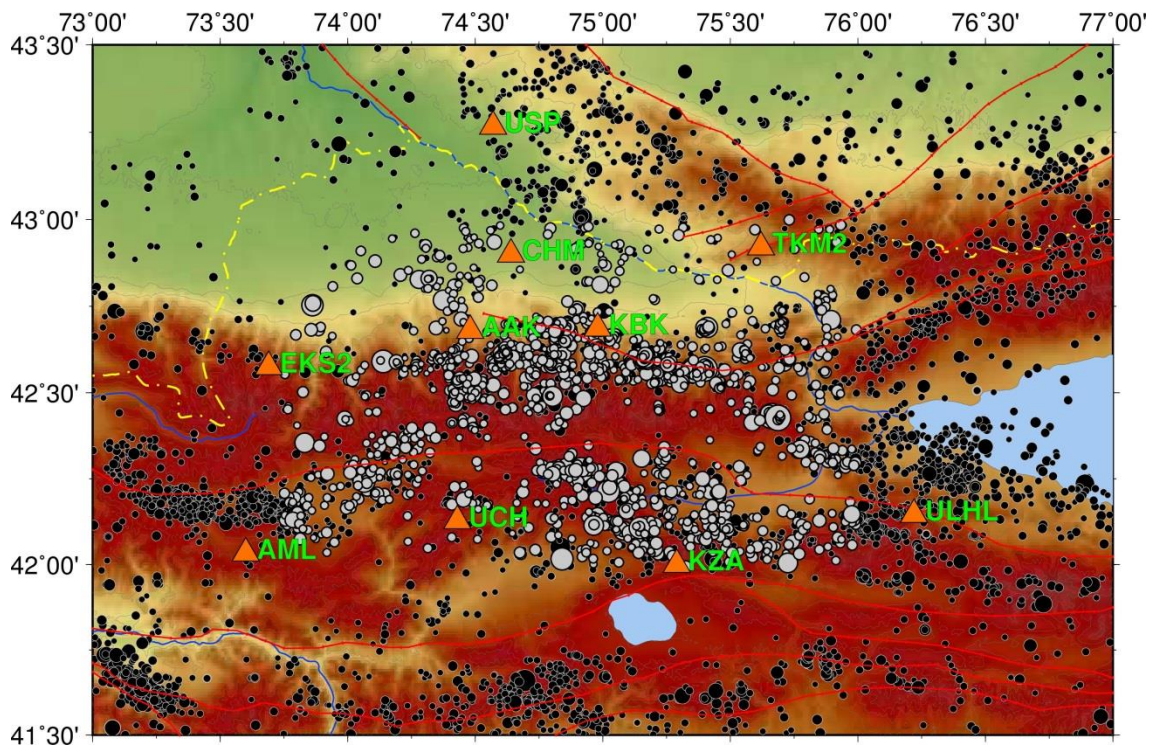 73°00' 73°30' 74°00' 74°30' 75°00' 75°30' 76°00' 76°30' 77°00'
43°30'
USP
43°00'
CHM TKM2
AAK KBK
EKS2
42°30'
UCH ULHL
AML KZA
42°00'
41°30'